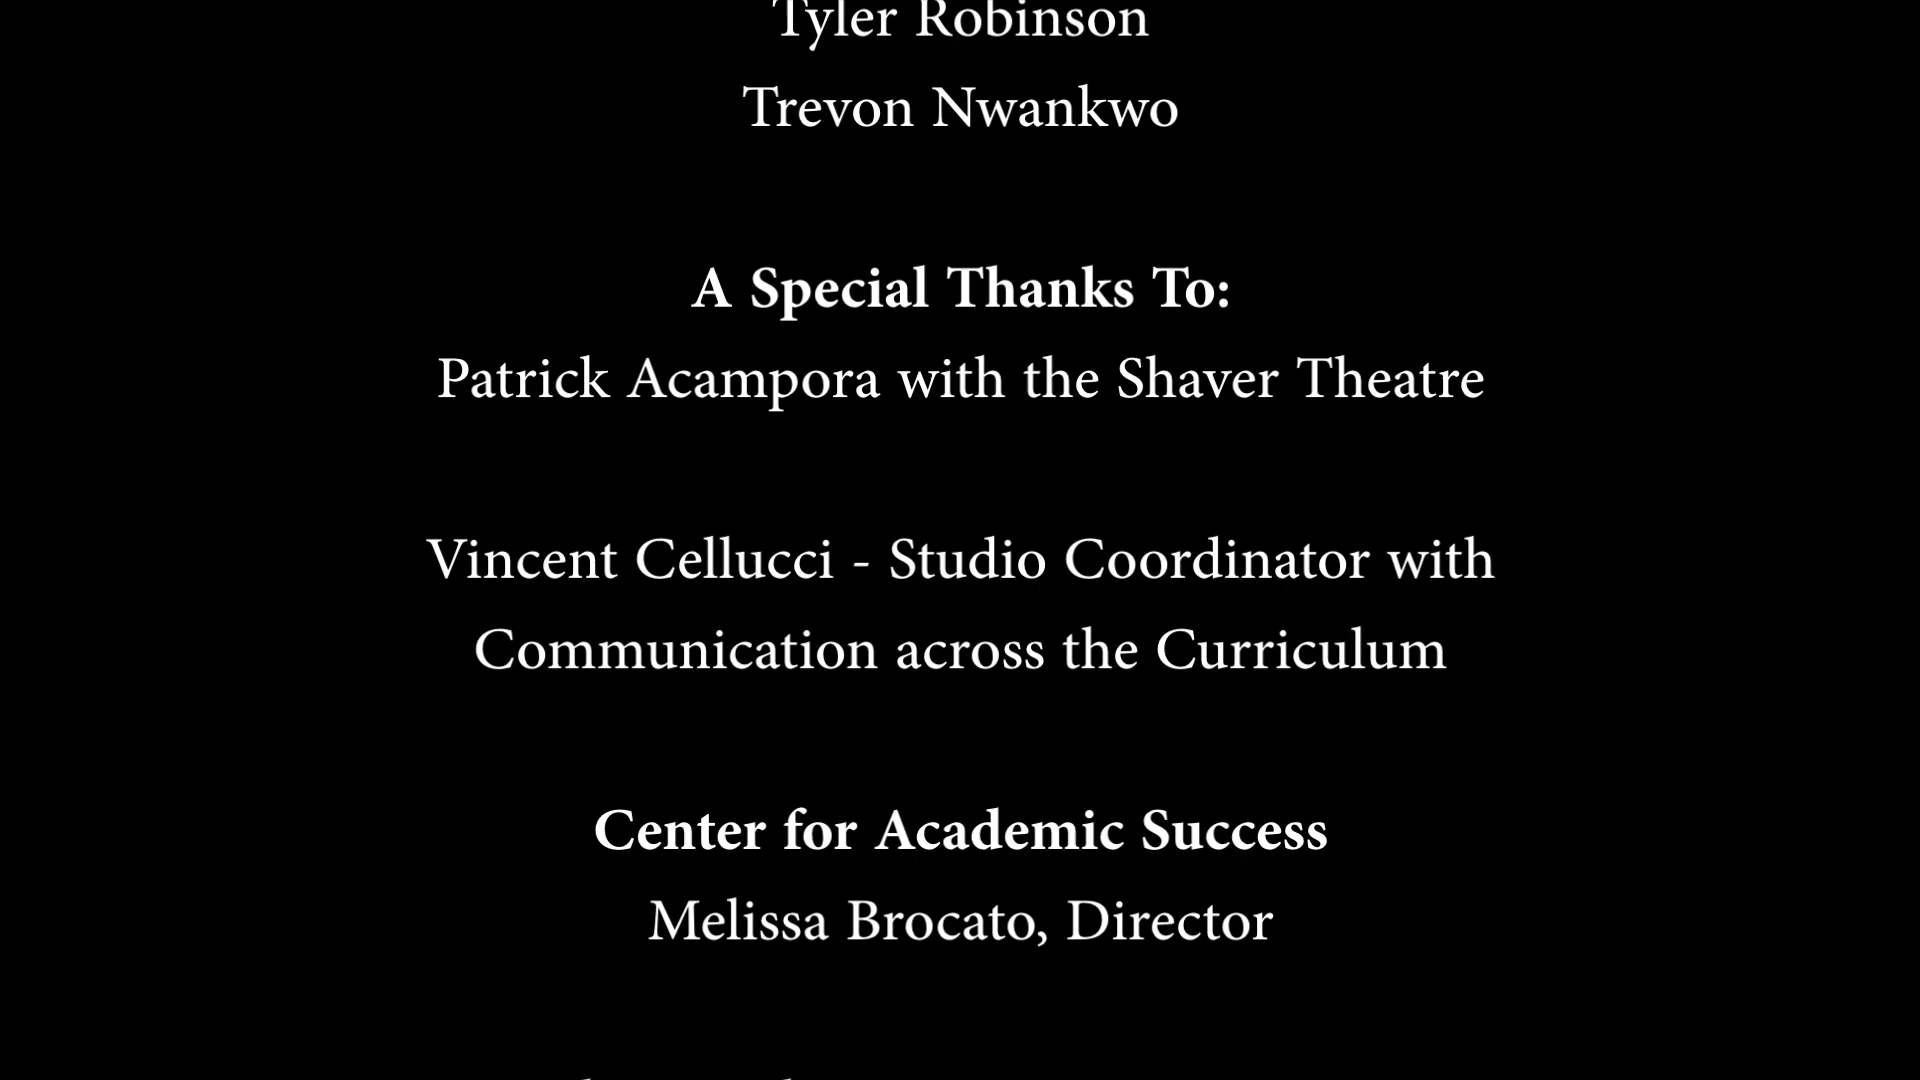 Tyler Robinson
Trevon Nwankwo
A Special Thanks To:
Patrick Acampora with the Shaver Theatre
Vincent Cellucci - Studio Coordinator with
Communication across the Curriculum
Center for Academic Success
Melissa Brocato, Director